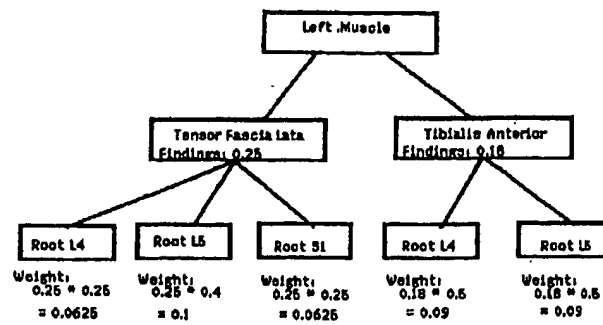 Left Muscle
Tensor Fascia Lata
Findings: 0.25
Tibialis Anterior
Findings: 0.18
Root L4
Root L5
Root S1
Root L4
Root L5
Weight:
0.25 * 0.25
= 0.0625
Weight:
0.25 * 0.4
= 0.1
Weight:
0.25 * 0.25
= 0.0625
Weight:
0.18 * 0.5
= 0.09
Weight:
0.18 * 0.5
= 0.09